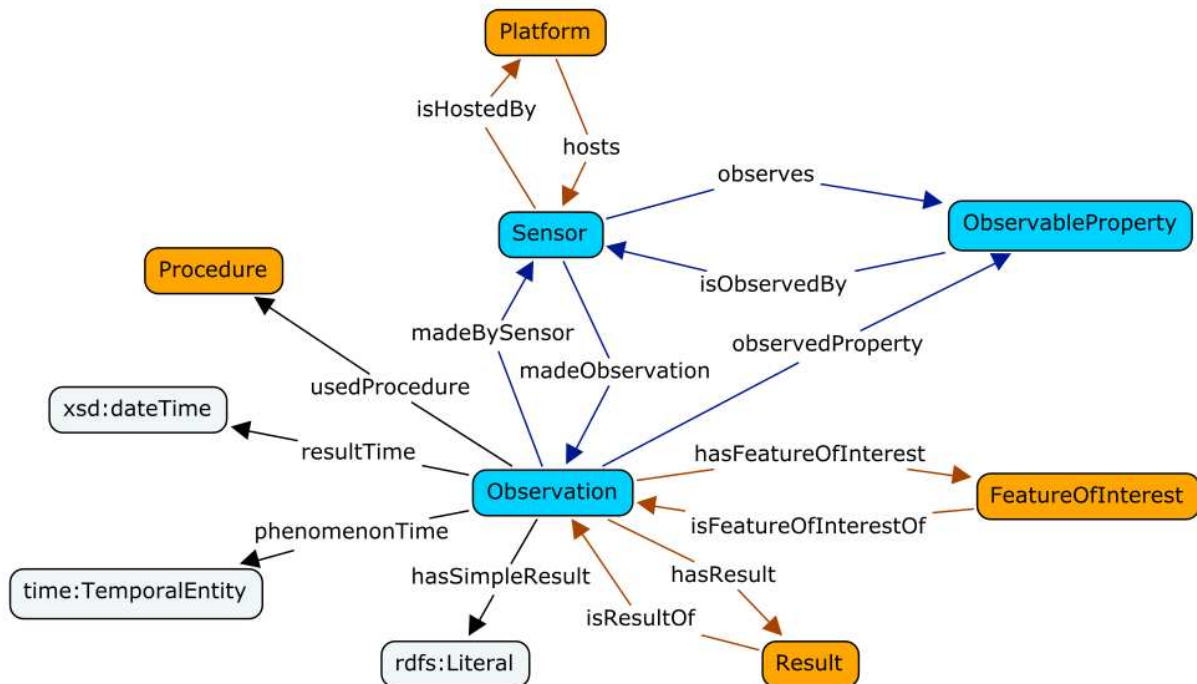 Platform
isHostedBy
hosts
observes
Sensor
ObservableProperty
Procedure
isObservedBy
madeBySensor
observedProperty
madeObservation
usedProcedure
xsd:dateTime
resultTime
hasFeatureOfInterest
Observation
FeatureOfInterest
phenomenonTime
isFeatureOfInterestOf
hasSimpleResult
hasResult
time:TemporalEntity
isResultOf
rdfs:Literal
Result